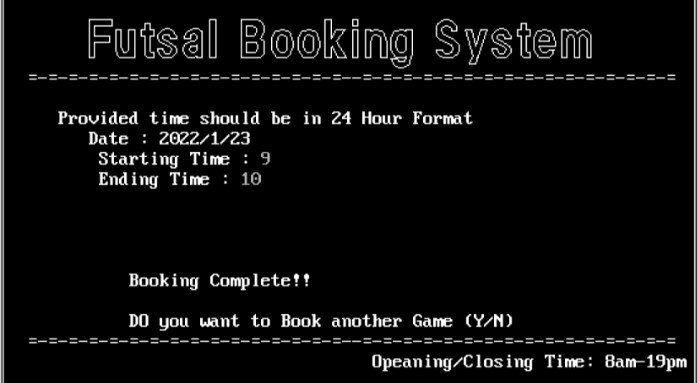 Futsal Booking System
-=-=-=-=-=-=-=-=-=-=-=-=-=-=-=-=-=-=-=-=-=-=-=-=-=-=-=-=-=-=-=-=
Provided time should be in 24 Hour Format
Date : 2022/1/23
Starting Time : 9
Ending Time : 10
Booking Complete!!
DO you want to Book another Game (Y/N)
-=-=-=-=-=-=-=-=-=-=-=-=-=-=-=-=-=-=-=-=-=-=-=-=-=-=-=-=-=-=-=-=
Opeaning/Closing Time: 8am-19pm